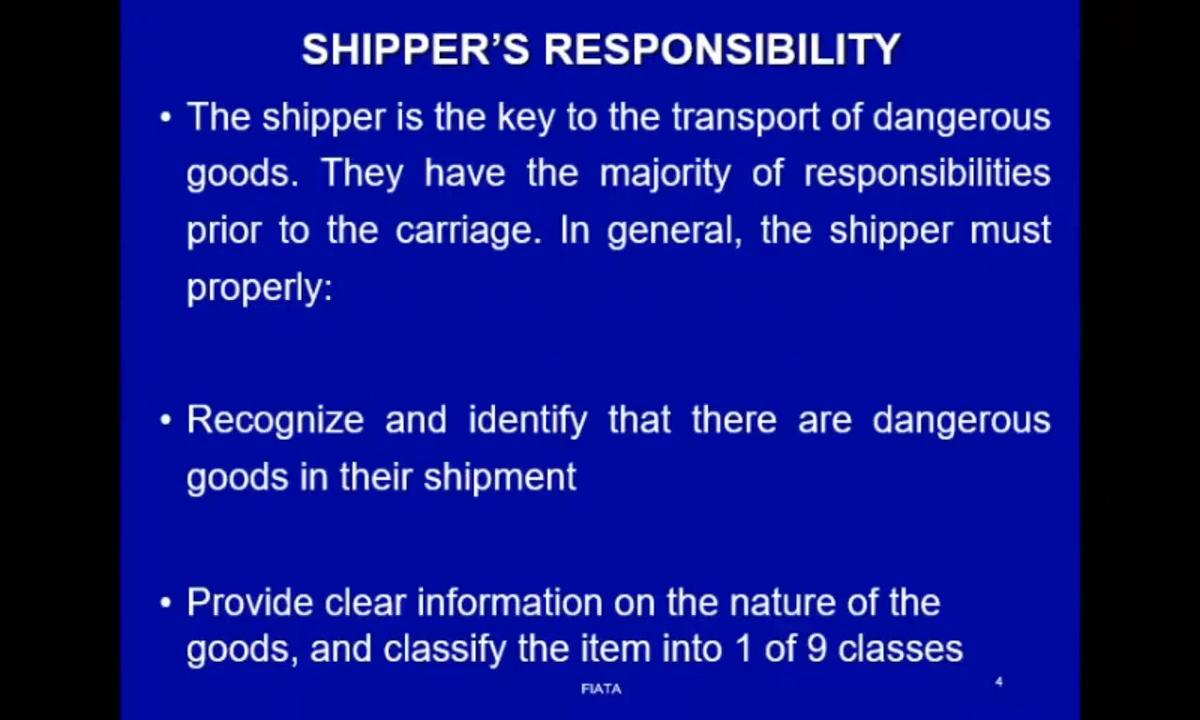 SHIPPER'S RESPONSIBILITY
• The shipper is the key to the transport of dangerous
goods. They have the majority of responsibilities
prior to the carriage. In general, the shipper must
properly:
• Recognize and identify that there are dangerous
goods in their shipment
• Provide clear information on the nature of the
goods, and classify the item into 1 of 9 classes
FIATA
4